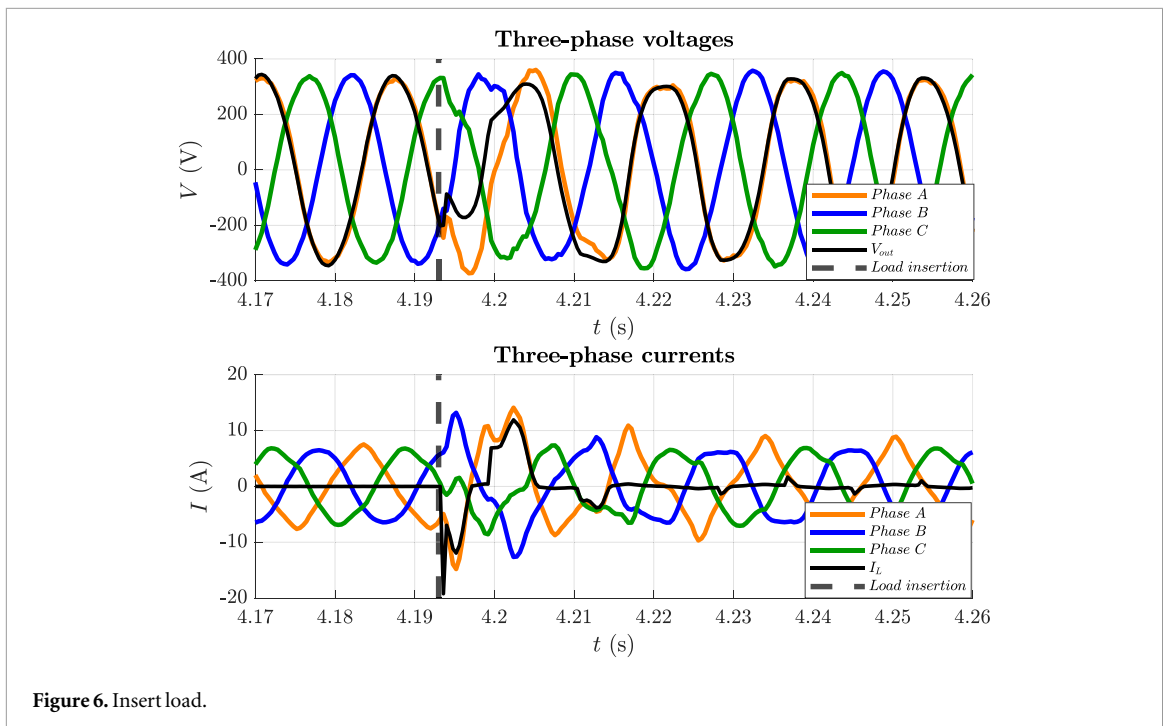 Three-phase voltages
400
200
0
-200
-400
V (V)
4.17 4.18 4.19 4.2 4.21 4.22 4.23 4.24 4.25 4.26
t (s)
Phase A
Phase B
Phase C
V_out
Load insertion
Three-phase currents
20
10
0
-10
-20
I (A)
4.17 4.18 4.19 4.2 4.21 4.22 4.23 4.24 4.25 4.26
t (s)
Phase A
Phase B
Phase C
I_L
Load insertion
Figure 6. Insert load.